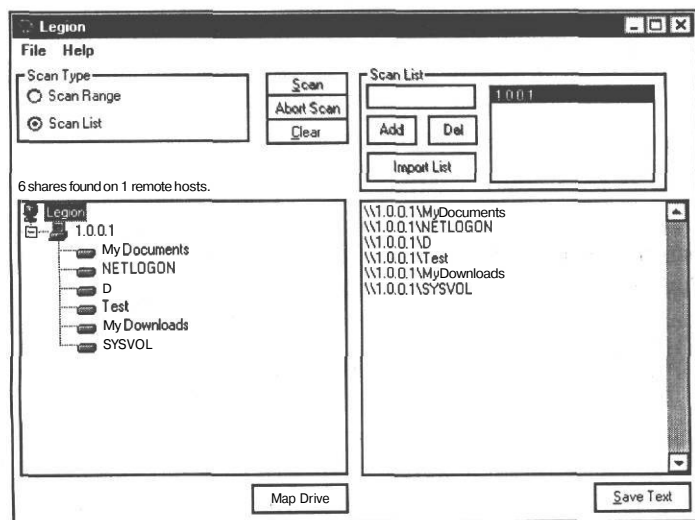 Legion
File Help
Scan Type
Scan Range
Scan List
Scan
Abort Scan
Clear
Scan List
1.0.0.1
Add Del
Import List
6 shares found on 1 remote hosts.
Legion
1.0.0.1
My Documents
NETLOGON
D
Test
My Downloads
SYSVOL
\\1.0.0.1\MyDocuments
\\1.0.0.1\NETLOGON
\\1.0.0.1\D
\\1.0.0.1\Test
\\1.0.0.1\MyDownloads
\\1.0.0.1\SYSVOL
Map Drive
Save Text